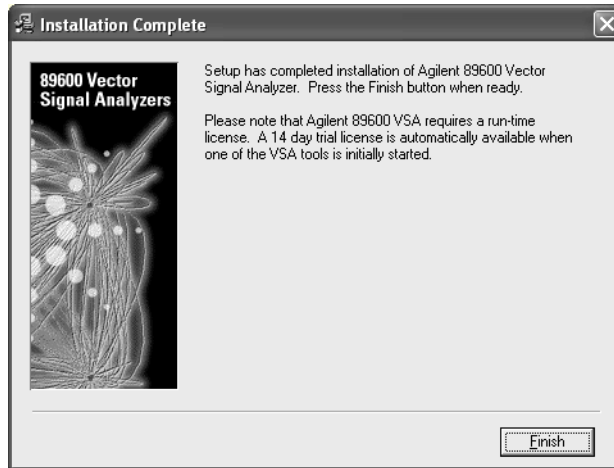 Installation Complete
89600 Vector
Signal Analyzers
Setup has completed installation of Agilent 89600 Vector
Signal Analyzer. Press the Finish button when ready.
Please note that Agilent 89600 VSA requires a run-time
license. A 14 day trial license is automatically available when
one of the VSA tools is initially started.
Finish